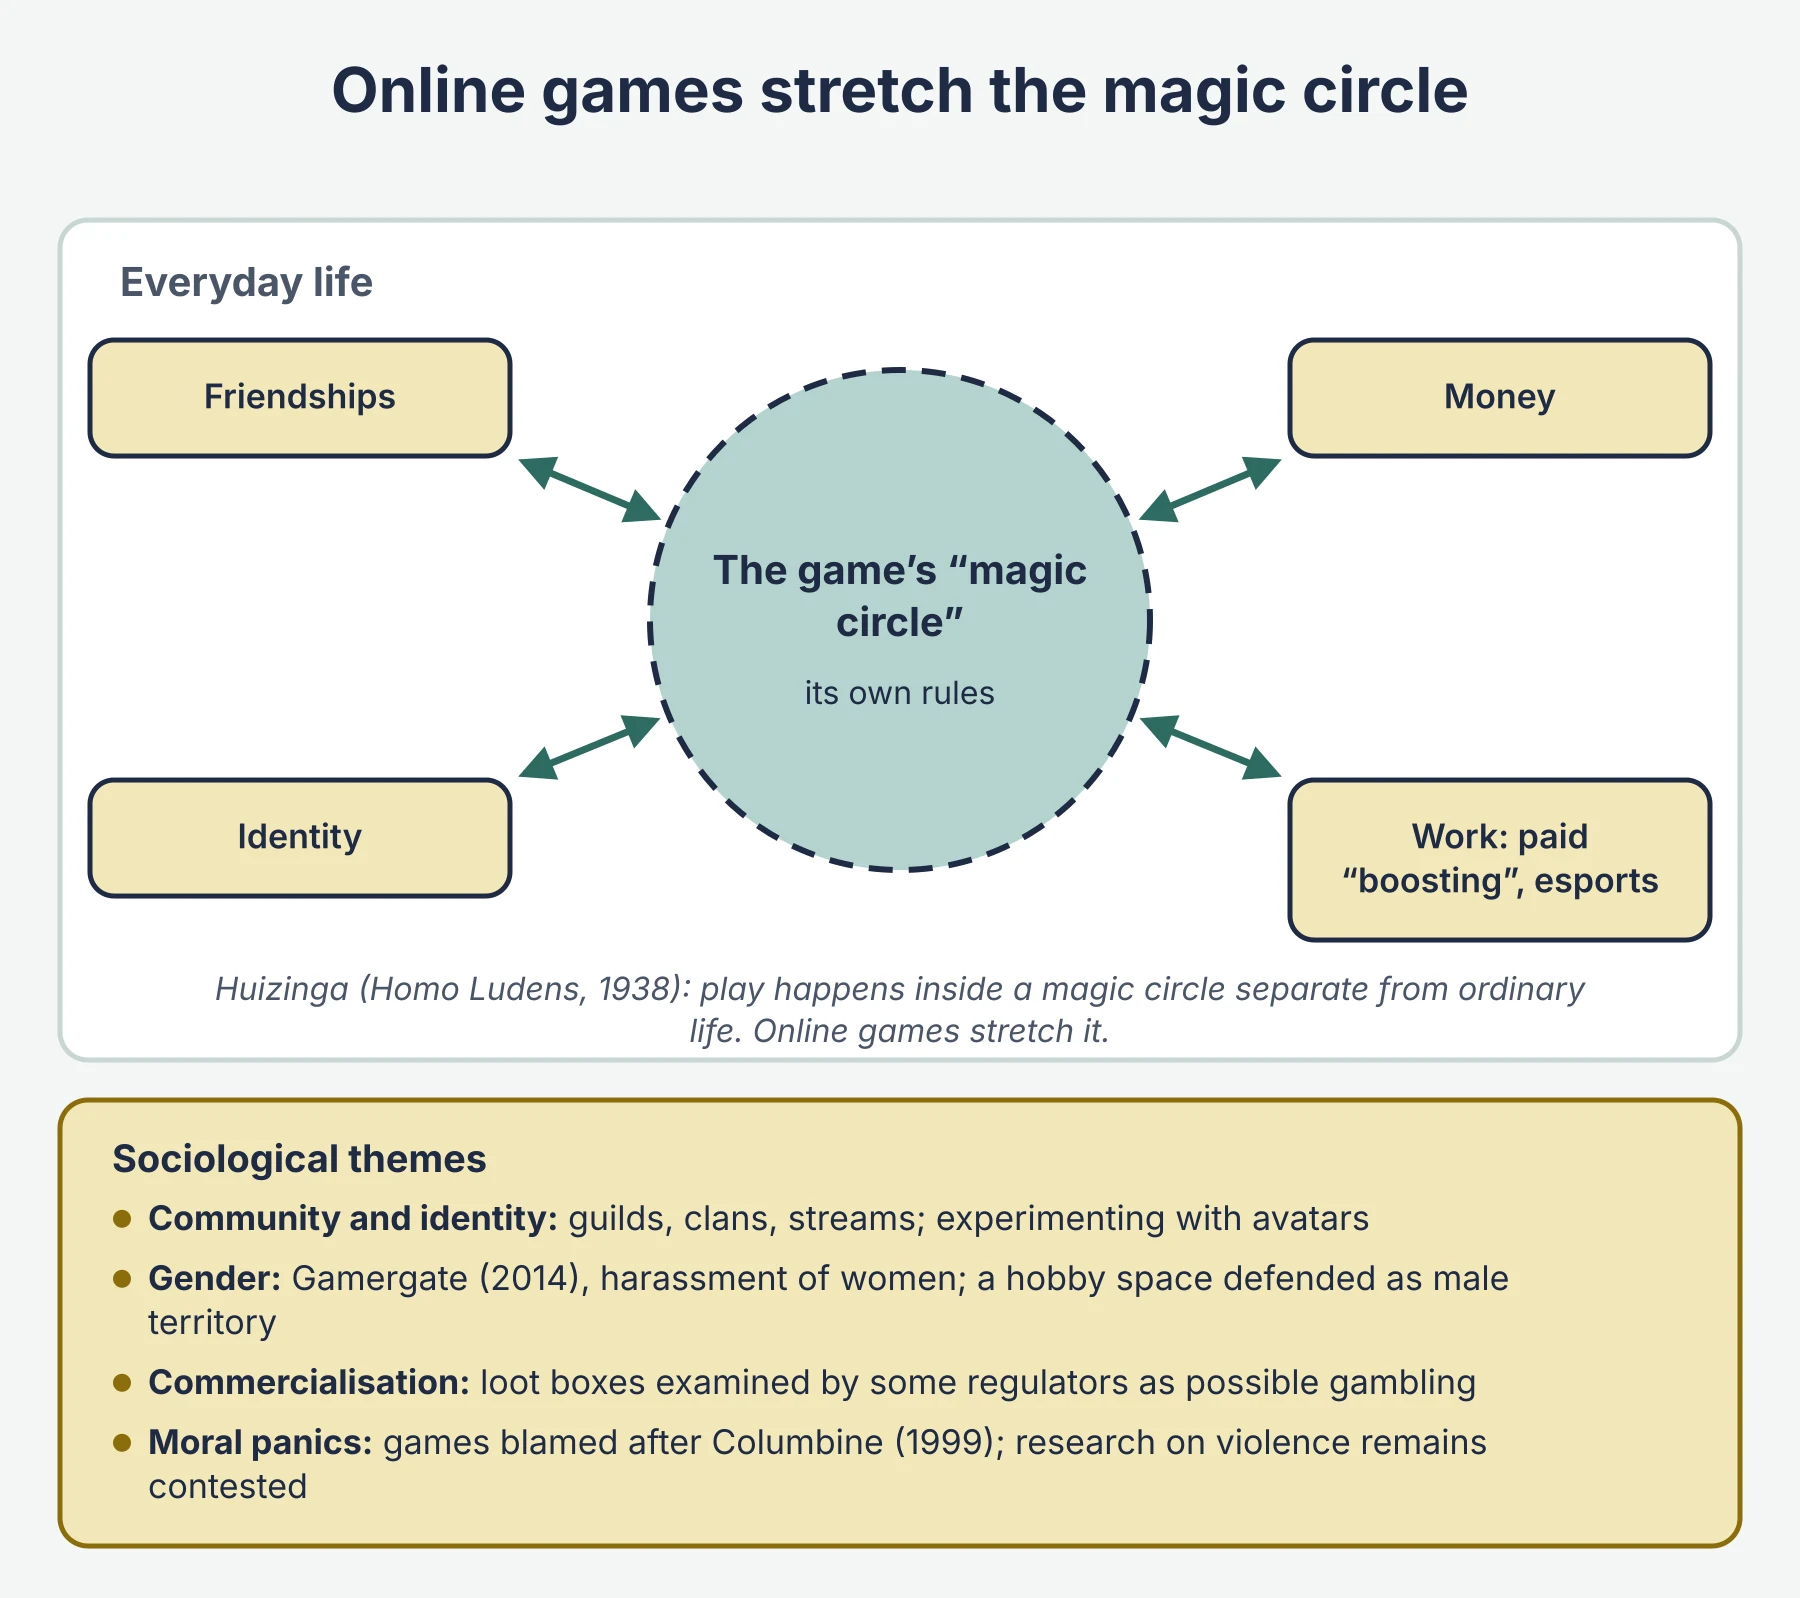 Online games stretch the magic circle
Everyday life
Friendships
Money
The game’s “magic
circle”
its own rules
Identity
Work: paid
“boosting”, esports
Huizinga (Homo Ludens, 1938): play happens inside a magic circle separate from ordinary
life. Online games stretch it.
Sociological themes
Community and identity: guilds, clans, streams; experimenting with avatars
Gender: Gamergate (2014), harassment of women; a hobby space defended as male
territory
Commercialisation: loot boxes examined by some regulators as possible gambling
Moral panics: games blamed after Columbine (1999); research on violence remains
contested